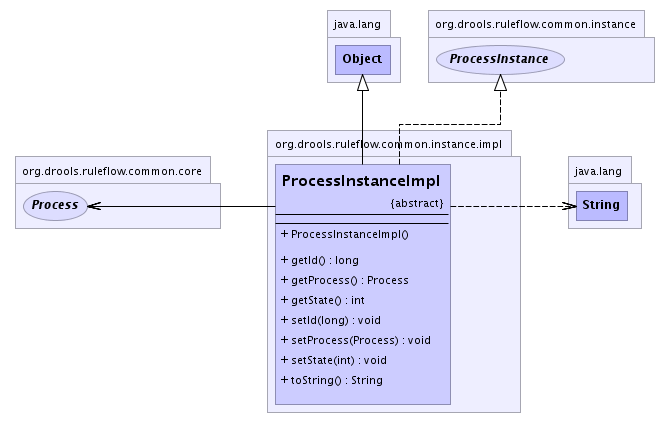 java.lang
Object
org.drools.ruleflow.common.instance
ProcessInstance
org.drools.ruleflow.common.core
Process
org.drools.ruleflow.common.instance.impl
ProcessInstanceImpl
{abstract}
+ ProcessInstanceImpl()
+ getId() : long
+ getProcess() : Process
+ getState() : int
+ setId(long) : void
+ setProcess(Process) : void
+ setState(int) : void
+ toString() : String
java.lang
String